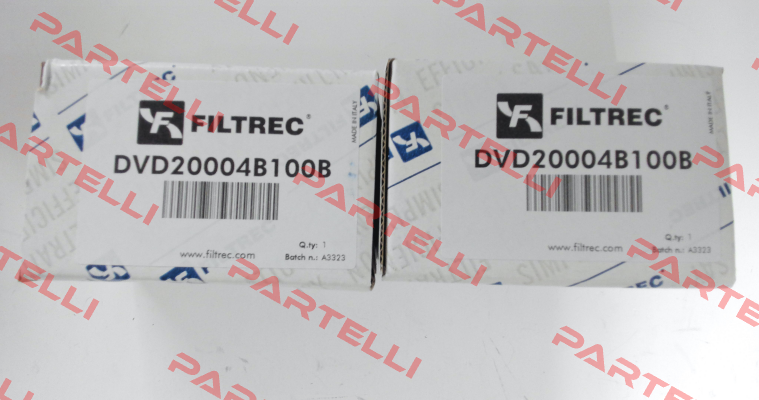 FILTREC
DVD20004B100B
MADE IN ITALY
Q.ty: 1
www.filtrec.com
Batch n.: A3323
FILTREC
DVD20004B100B
MADE IN ITALY
Q.ty: 1
www.filtrec.com
Batch n.: A3323
PARTELLI
PARTELLI
PARTELLI
PARTELLI
PARTELLI
PARTELLI
PARTELLI
PARTELLI